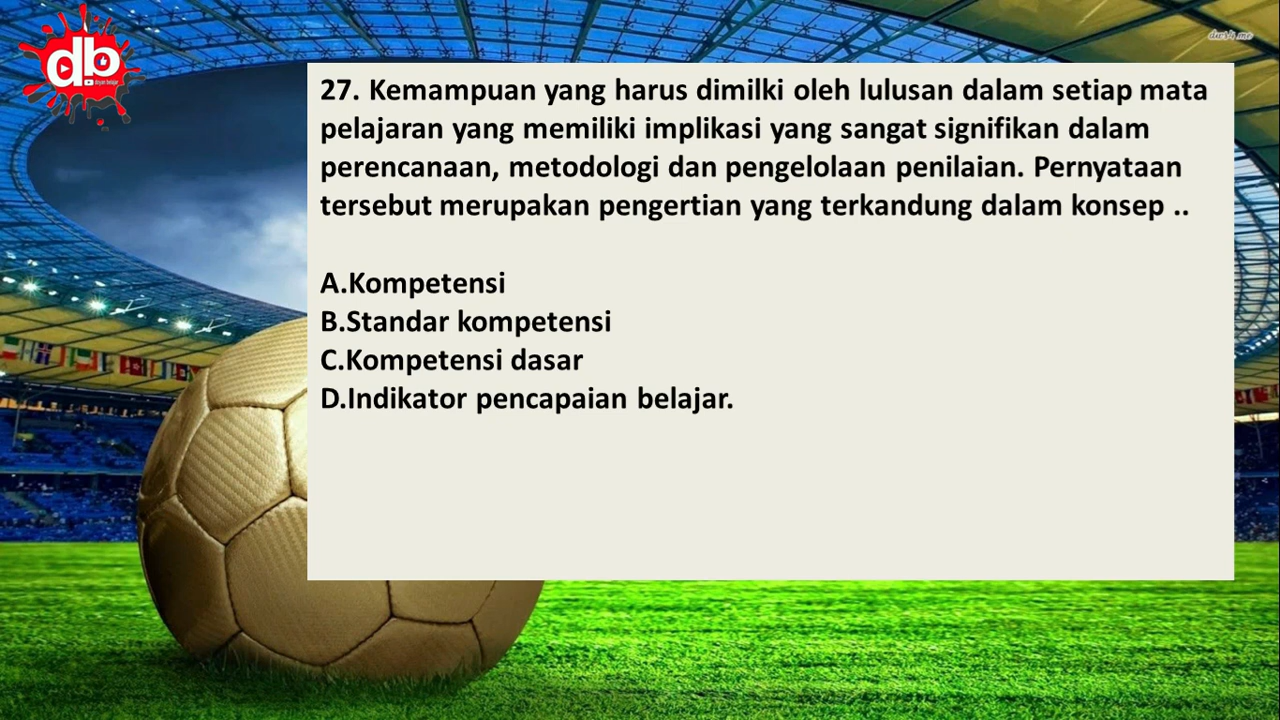 db
27. Kemampuan yang harus dimilki oleh lulusan dalam setiap mata
pelajaran yang memiliki implikasi yang sangat signifikan dalam
perencanaan, metodologi dan pengelolaan penilaian. Pernyataan
tersebut merupakan pengertian yang terkandung dalam konsep ..
A.Kompetensi
B.Standar kompetensi
C.Kompetensi dasar
D.Indikator pencapaian belajar.